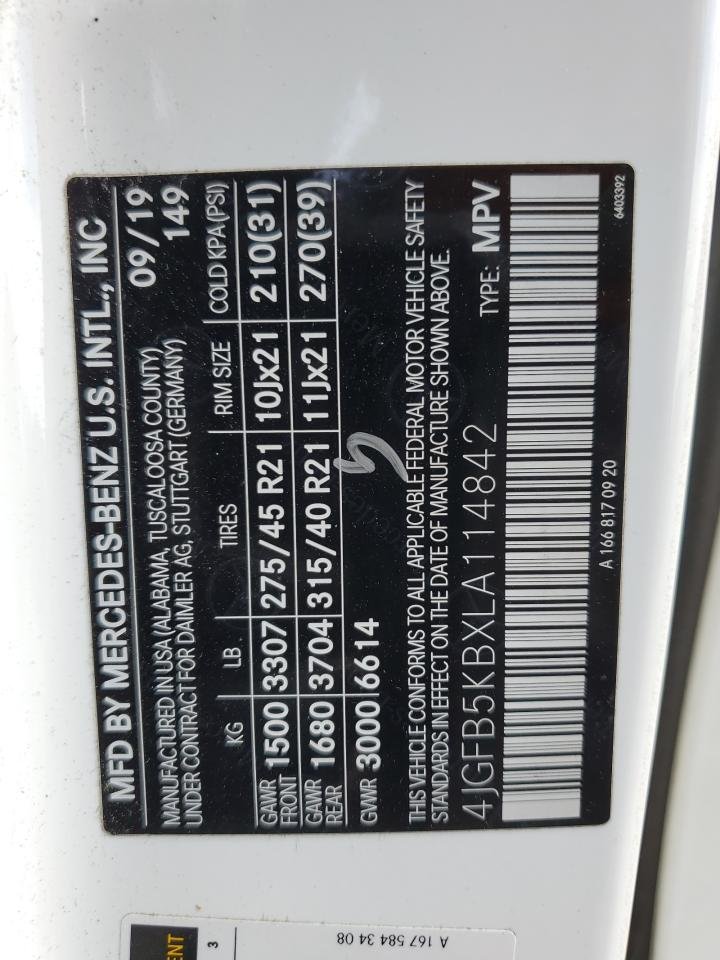 MFD BY MERCEDES-BENZ U.S. INTL., INC
MANUFACTURED IN USA (ALABAMA, TUSCALOOSA COUNTY) 09/19
UNDER CONTRACT FOR DAIMLER AG, STUTTGART (GERMANY) 149
KG LB TIRES RIM SIZE COLD KPA (PSI)
GAWR FRONT 1500 3307 275/45 R21 10Jx21 210(31)
GAWR REAR 1680 3704 315/40 R21 11Jx21 270(39)
GVWR 3000 6614
THIS VEHICLE CONFORMS TO ALL APPLICABLE FEDERAL MOTOR VEHICLE SAFETY
STANDARDS IN EFFECT ON THE DATE OF MANUFACTURE SHOWN ABOVE.
4JGFB5KBXLA114842 TYPE: MPV
A 166 817 09 20 6403392
ENT
3
A 167 584 34 08